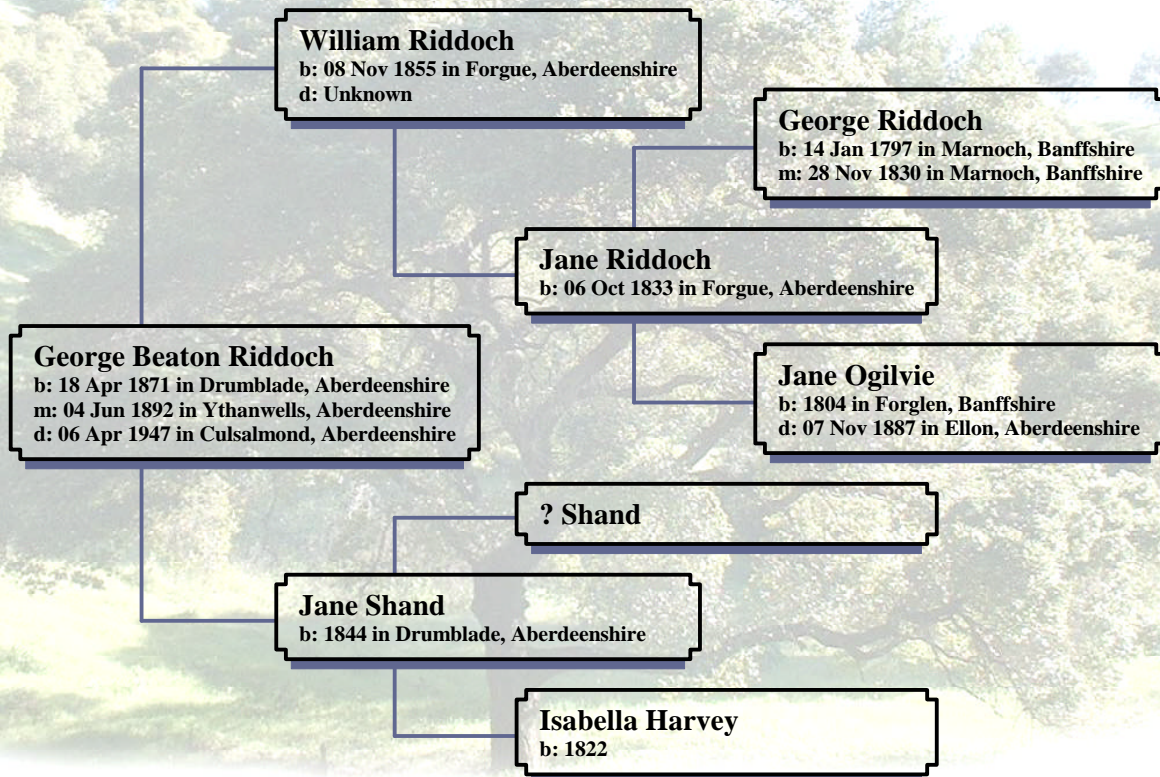 William Riddoch
b: 08 Nov 1855 in Forgue, Aberdeenshire
d: Unknown
George Riddoch
b: 14 Jan 1797 in Marnoch, Banffshire
m: 28 Nov 1830 in Marnoch, Banffshire
Jane Riddoch
b: 06 Oct 1833 in Forgue, Aberdeenshire
George Beaton Riddoch
b: 18 Apr 1871 in Drumblade, Aberdeenshire
m: 04 Jun 1892 in Ythanwells, Aberdeenshire
d: 06 Apr 1947 in Culsalmond, Aberdeenshire
Jane Ogilvie
b: 1804 in Forglen, Banffshire
d: 07 Nov 1887 in Ellon, Aberdeenshire
? Shand
Jane Shand
b: 1844 in Drumblade, Aberdeenshire
Isabella Harvey
b: 1822